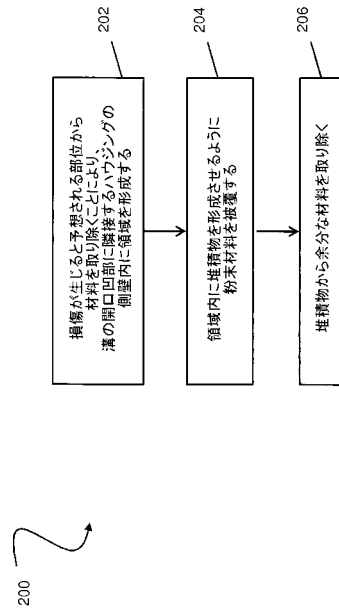 200
202
損傷が生じると予想される部位から
材料を取り除くことにより、
溝の開口凹部に隣接するハウジングの
側壁内に領域を形成する
204
領域内に堆積物を形成させるように
粉末材料を被覆する
206
堆積物から余分な材料を取り除く